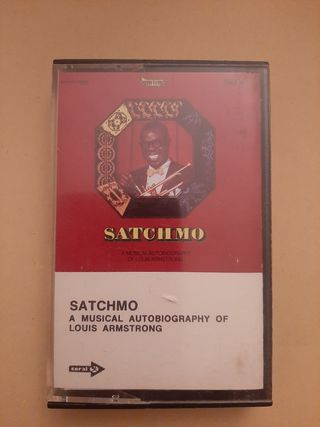 SATCHMO
A MUSICAL AUTOBIOGRAPHY
OF LOUIS ARMSTRONG
SATCHMO
A MUSICAL AUTOBIOGRAPHY OF
LOUIS ARMSTRONG
coral